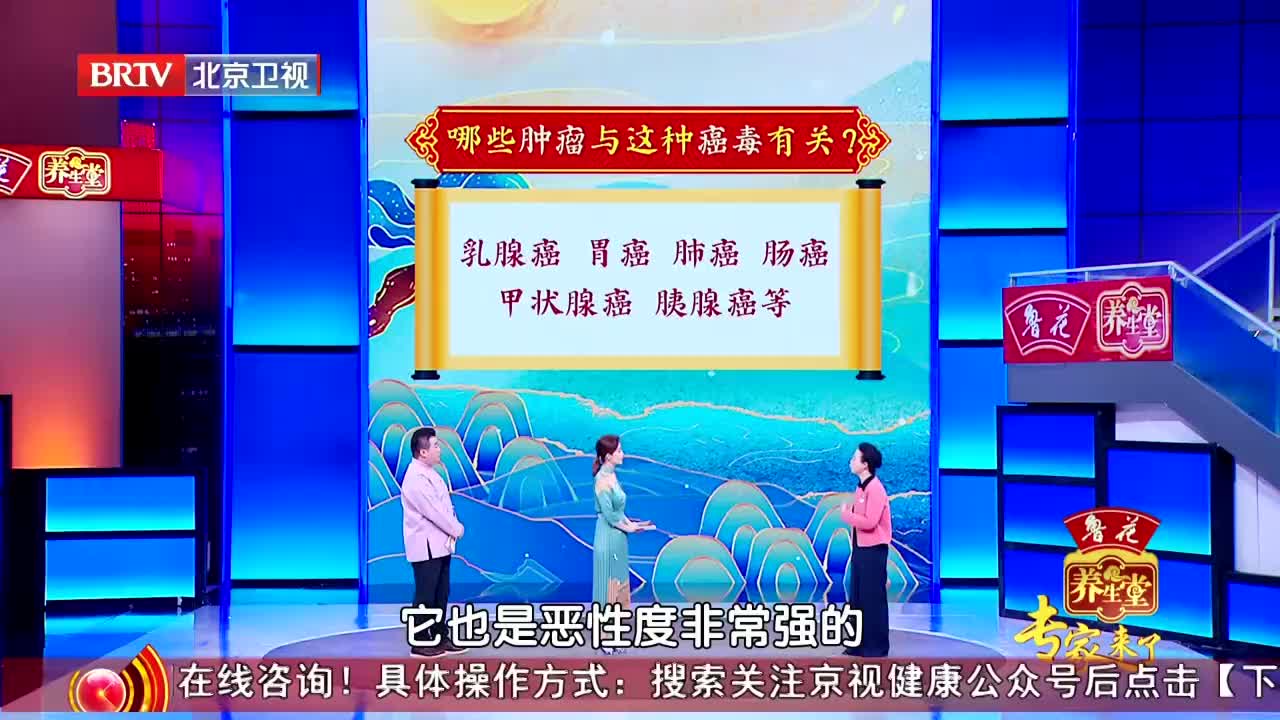 BRTV 北京卫视
哪些肿瘤与这种癌毒有关？
养生堂
乳腺癌 胃癌 肺癌 肠癌
甲状腺癌 胰腺癌等
鲁花 养生堂
鲁花
养生堂
专家来了
它也是恶性度非常强的
在线咨询！具体操作方式：搜索关注京视健康公众号后点击【下